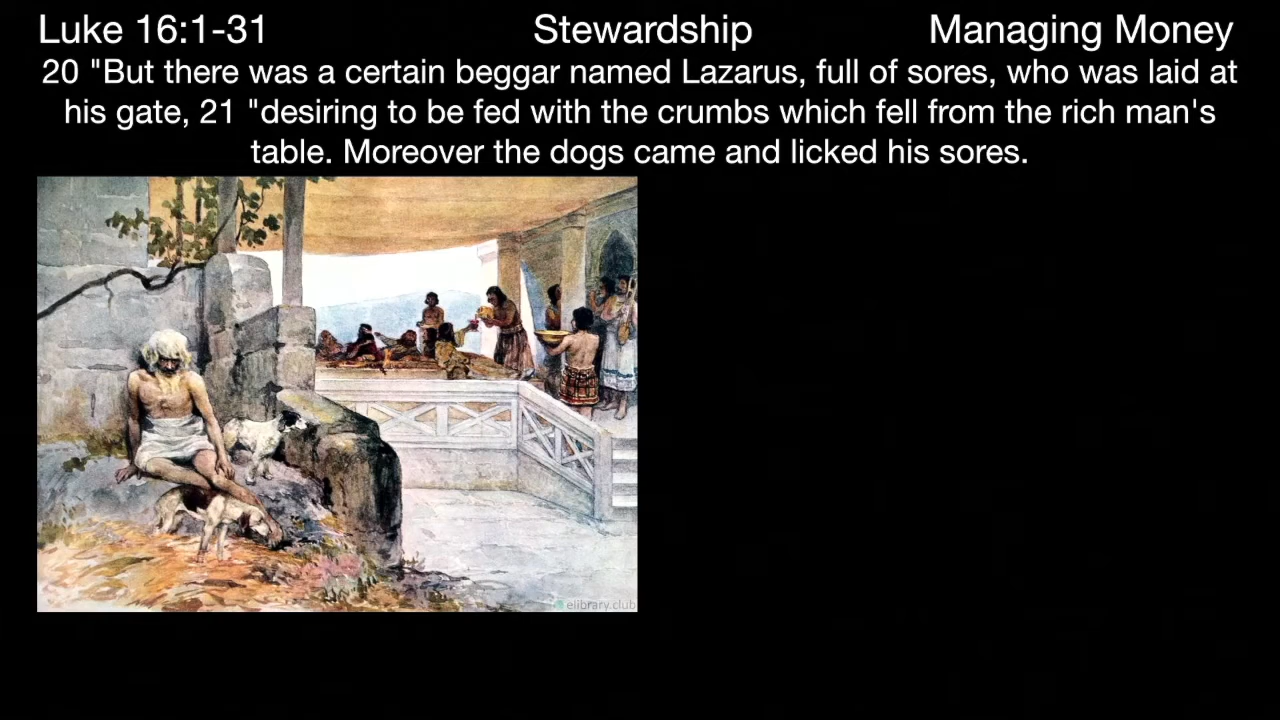 Luke 16:1-31 Stewardship Managing Money
20 "But there was a certain beggar named Lazarus, full of sores, who was laid at
his gate, 21 "desiring to be fed with the crumbs which fell from the rich man's
table. Moreover the dogs came and licked his sores.
elibrary.club